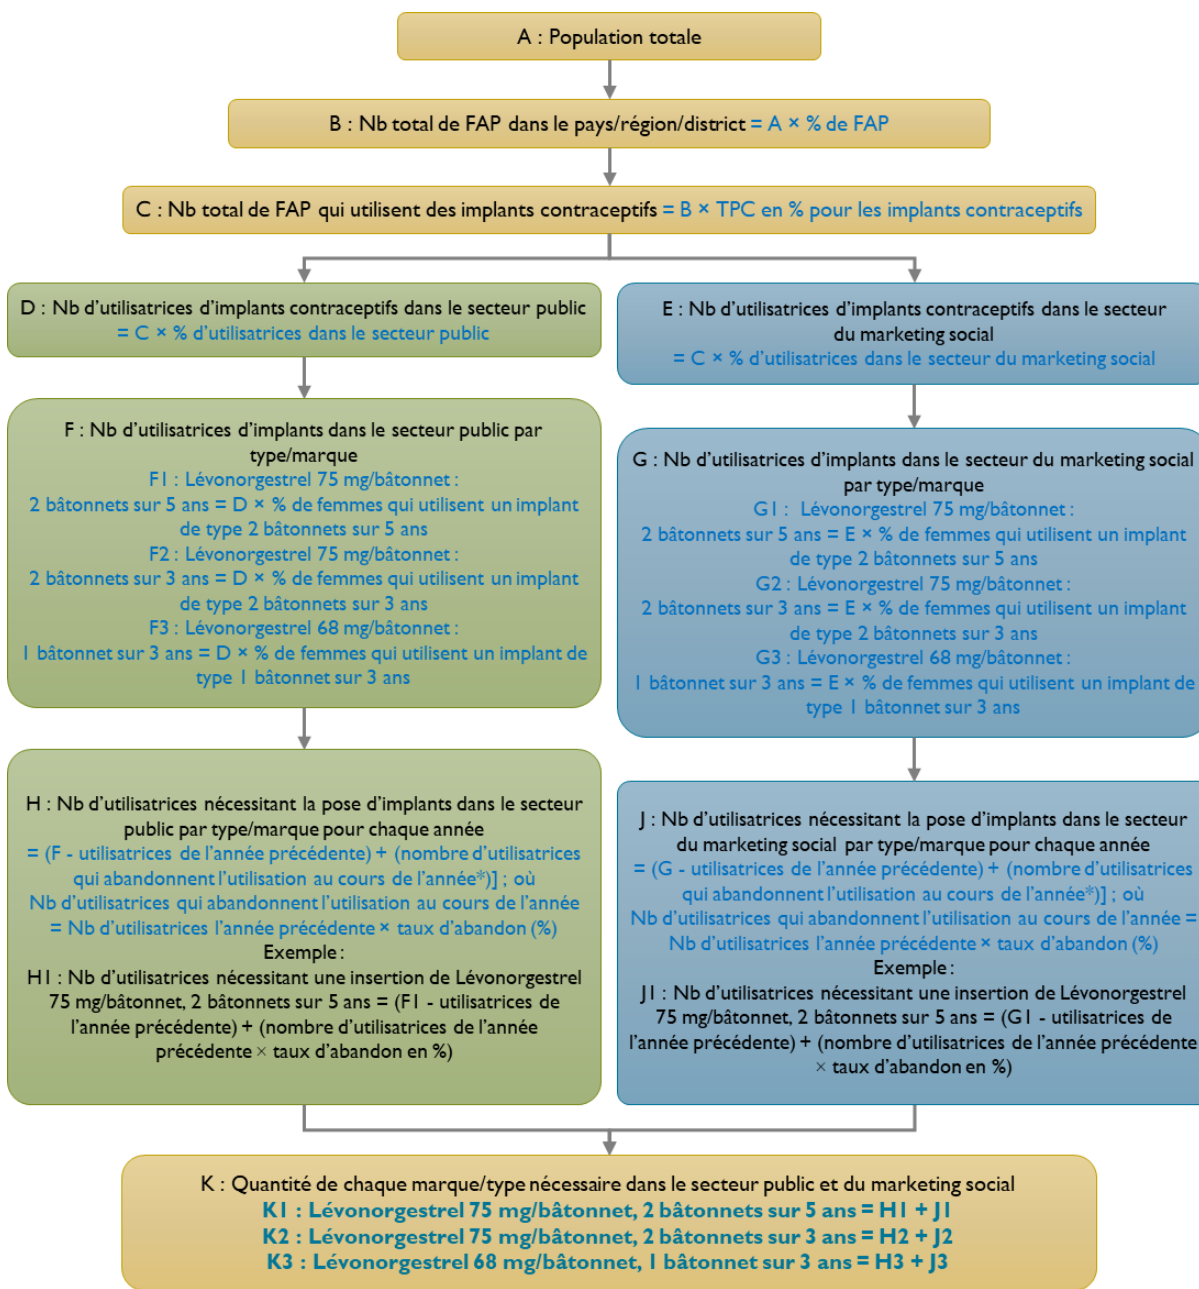 A : Population totale
B : Nb total de FAP dans le pays/région/district = A × % de FAP
C : Nb total de FAP qui utilisent des implants contraceptifs = B × TPC en % pour les implants contraceptifs
D : Nb d'utilisatrices d'implants contraceptifs dans le secteur public
= C × % d'utilisatrices dans le secteur public
E : Nb d'utilisatrices d'implants contraceptifs dans le secteur
du marketing social
= C × % d'utilisatrices dans le secteur du marketing social
F : Nb d'utilisatrices d'implants dans le secteur public par
type/marque
F1 : Lévonorgestrel 75 mg/bâtonnet :
2 bâtonnets sur 5 ans = D × % de femmes qui utilisent un implant
de type 2 bâtonnets sur 5 ans
F2 : Lévonorgestrel 75 mg/bâtonnet :
2 bâtonnets sur 3 ans = D × % de femmes qui utilisent un implant
de type 2 bâtonnets sur 3 ans
F3 : Lévonorgestrel 68 mg/bâtonnet :
1 bâtonnet sur 3 ans = D × % de femmes qui utilisent un implant de
type 1 bâtonnet sur 3 ans
G : Nb d'utilisatrices d'implants dans le secteur du marketing social
par type/marque
G1 : Lévonorgestrel 75 mg/bâtonnet :
2 bâtonnets sur 5 ans = E × % de femmes qui utilisent un implant
de type 2 bâtonnets sur 5 ans
G2 : Lévonorgestrel 75 mg/bâtonnet :
2 bâtonnets sur 3 ans = E × % de femmes qui utilisent un implant
de type 2 bâtonnets sur 3 ans
G3 : Lévonorgestrel 68 mg/bâtonnet :
1 bâtonnet sur 3 ans = E × % de femmes qui utilisent un implant de
type 1 bâtonnet sur 3 ans
H : Nb d'utilisatrices nécessitant la pose d'implants dans le secteur
public par type/marque pour chaque année
= (F - utilisatrices de l'année précédente) + (nombre d'utilisatrices
qui abandonnent l'utilisation au cours de l'année*)] ; où
Nb d'utilisatrices qui abandonnent l'utilisation au cours de l'année
= Nb d'utilisatrices l'année précédente × taux d'abandon (%)
Exemple :
H1 : Nb d'utilisatrices nécessitant une insertion de Lévonorgestrel
75 mg/bâtonnet, 2 bâtonnets sur 5 ans = (F1 - utilisatrices de
l'année précédente) + (nombre d'utilisatrices de l'année
précédente × taux d'abandon en %)
J : Nb d'utilisatrices nécessitant la pose d'implants dans le secteur
du marketing social par type/marque pour chaque année
= (G - utilisatrices de l'année précédente) + (nombre d'utilisatrices
qui abandonnent l'utilisation au cours de l'année*)] ; où
Nb d'utilisatrices qui abandonnent l'utilisation au cours de l'année =
Nb d'utilisatrices l'année précédente × taux d'abandon (%)
Exemple :
J1 : Nb d'utilisatrices nécessitant une insertion de Lévonorgestrel
75 mg/bâtonnet, 2 bâtonnets sur 5 ans = (G1 - utilisatrices de
l'année précédente) + (nombre d'utilisatrices de l'année précédente
× taux d'abandon en %)
K : Quantité de chaque marque/type nécessaire dans le secteur public et du marketing social
K1 : Lévonorgestrel 75 mg/bâtonnet, 2 bâtonnets sur 5 ans = H1 + J1
K2 : Lévonorgestrel 75 mg/bâtonnet, 2 bâtonnets sur 3 ans = H2 + J2
K3 : Lévonorgestrel 68 mg/bâtonnet, 1 bâtonnet sur 3 ans = H3 + J3